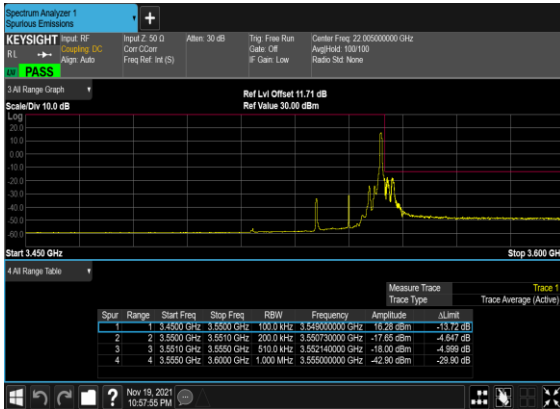 Spectrum Analyzer 1
Spurious Emissions
+
KEYSIGHT Input: RF Input Z: 50 Ω Atten: 30 dB Trig: Free Run Center Freq: 22.005000000 GHz
RL Coupling: DC Corr CCorr Gate: Off Avg|Hold: 100/100
Align: Auto Freq Ref: Int (S) IF Gain: Low Radio Std: None
PASS
3 All Range Graph
Ref Lvl Offset 11.71 dB
Scale/Div 10.0 dB Ref Value 30.00 dBm
Log
20.0
10.0
0.00
-10.0
-20.0
-30.0
-40.0
-50.0
-60.0
Start 3.450 GHz Stop 3.600 GH
4 All Range Table
Measure Trace Trace 1
Trace Type Trace Average (Active)
Spur Range Start Freq Stop Freq RBW Frequency Amplitude ΔLimit
1 1 3.4500 GHz 3.5500 GHz 100.0 kHz 3.549000000 GHz 16.28 dBm -13.72 dB
2 2 3.5500 GHz 3.5510 GHz 200.0 kHz 3.550730000 GHz -17.65 dBm -4.647 dB
3 3 3.5510 GHz 3.5550 GHz 510.0 kHz 3.552140000 GHz -18.00 dBm -4.999 dB
4 4 3.5550 GHz 3.6000 GHz 1.000 MHz 3.555000000 GHz -42.90 dBm -29.90 dB
?
Nov 19, 2021
10:57:55 PM